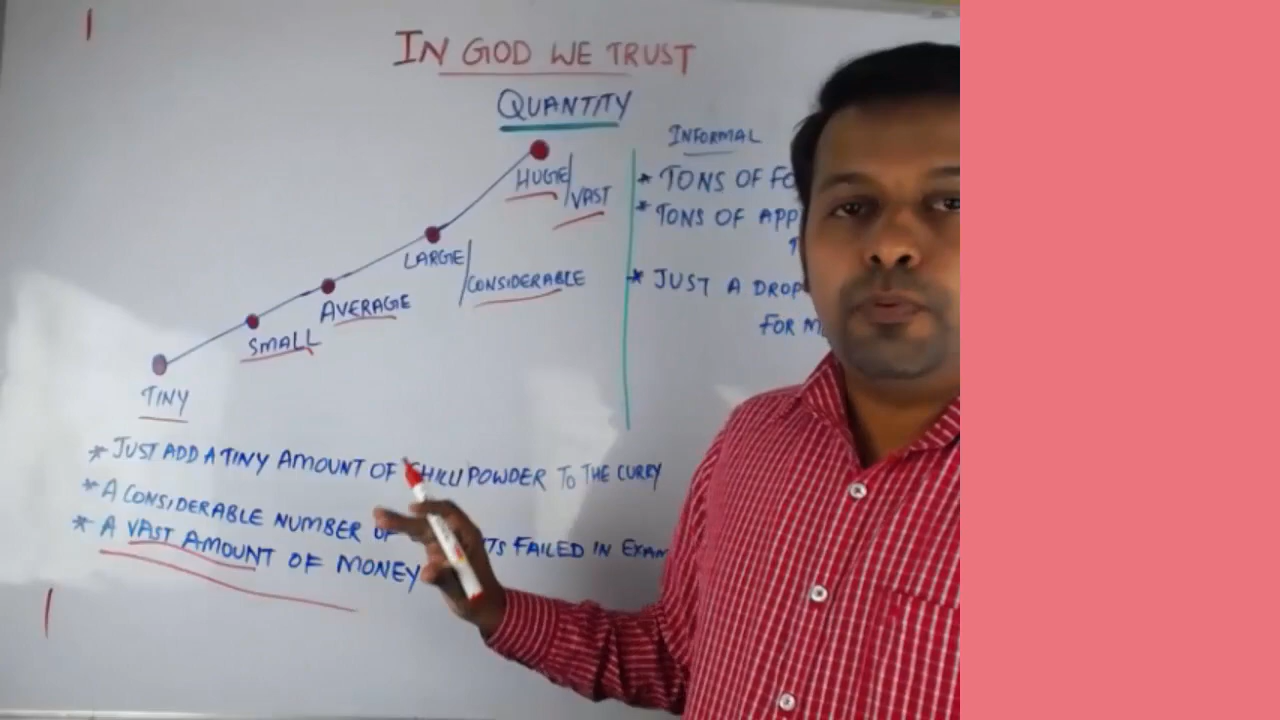 IN GOD WE TRUST
QUANTITY
HUGE/VAST
LARGE/CONSIDERABLE
AVERAGE
SMALL
TINY
INFORMAL
* TONS OF FO
* TONS OF APP
* JUST A DROP
FOR M
* JUST ADD A TINY AMOUNT OF CHILLI POWDER TO THE CURRY
* A CONSIDERABLE NUMBER OF TS FAILED IN EXAM
* A VAST AMOUNT OF MONEY